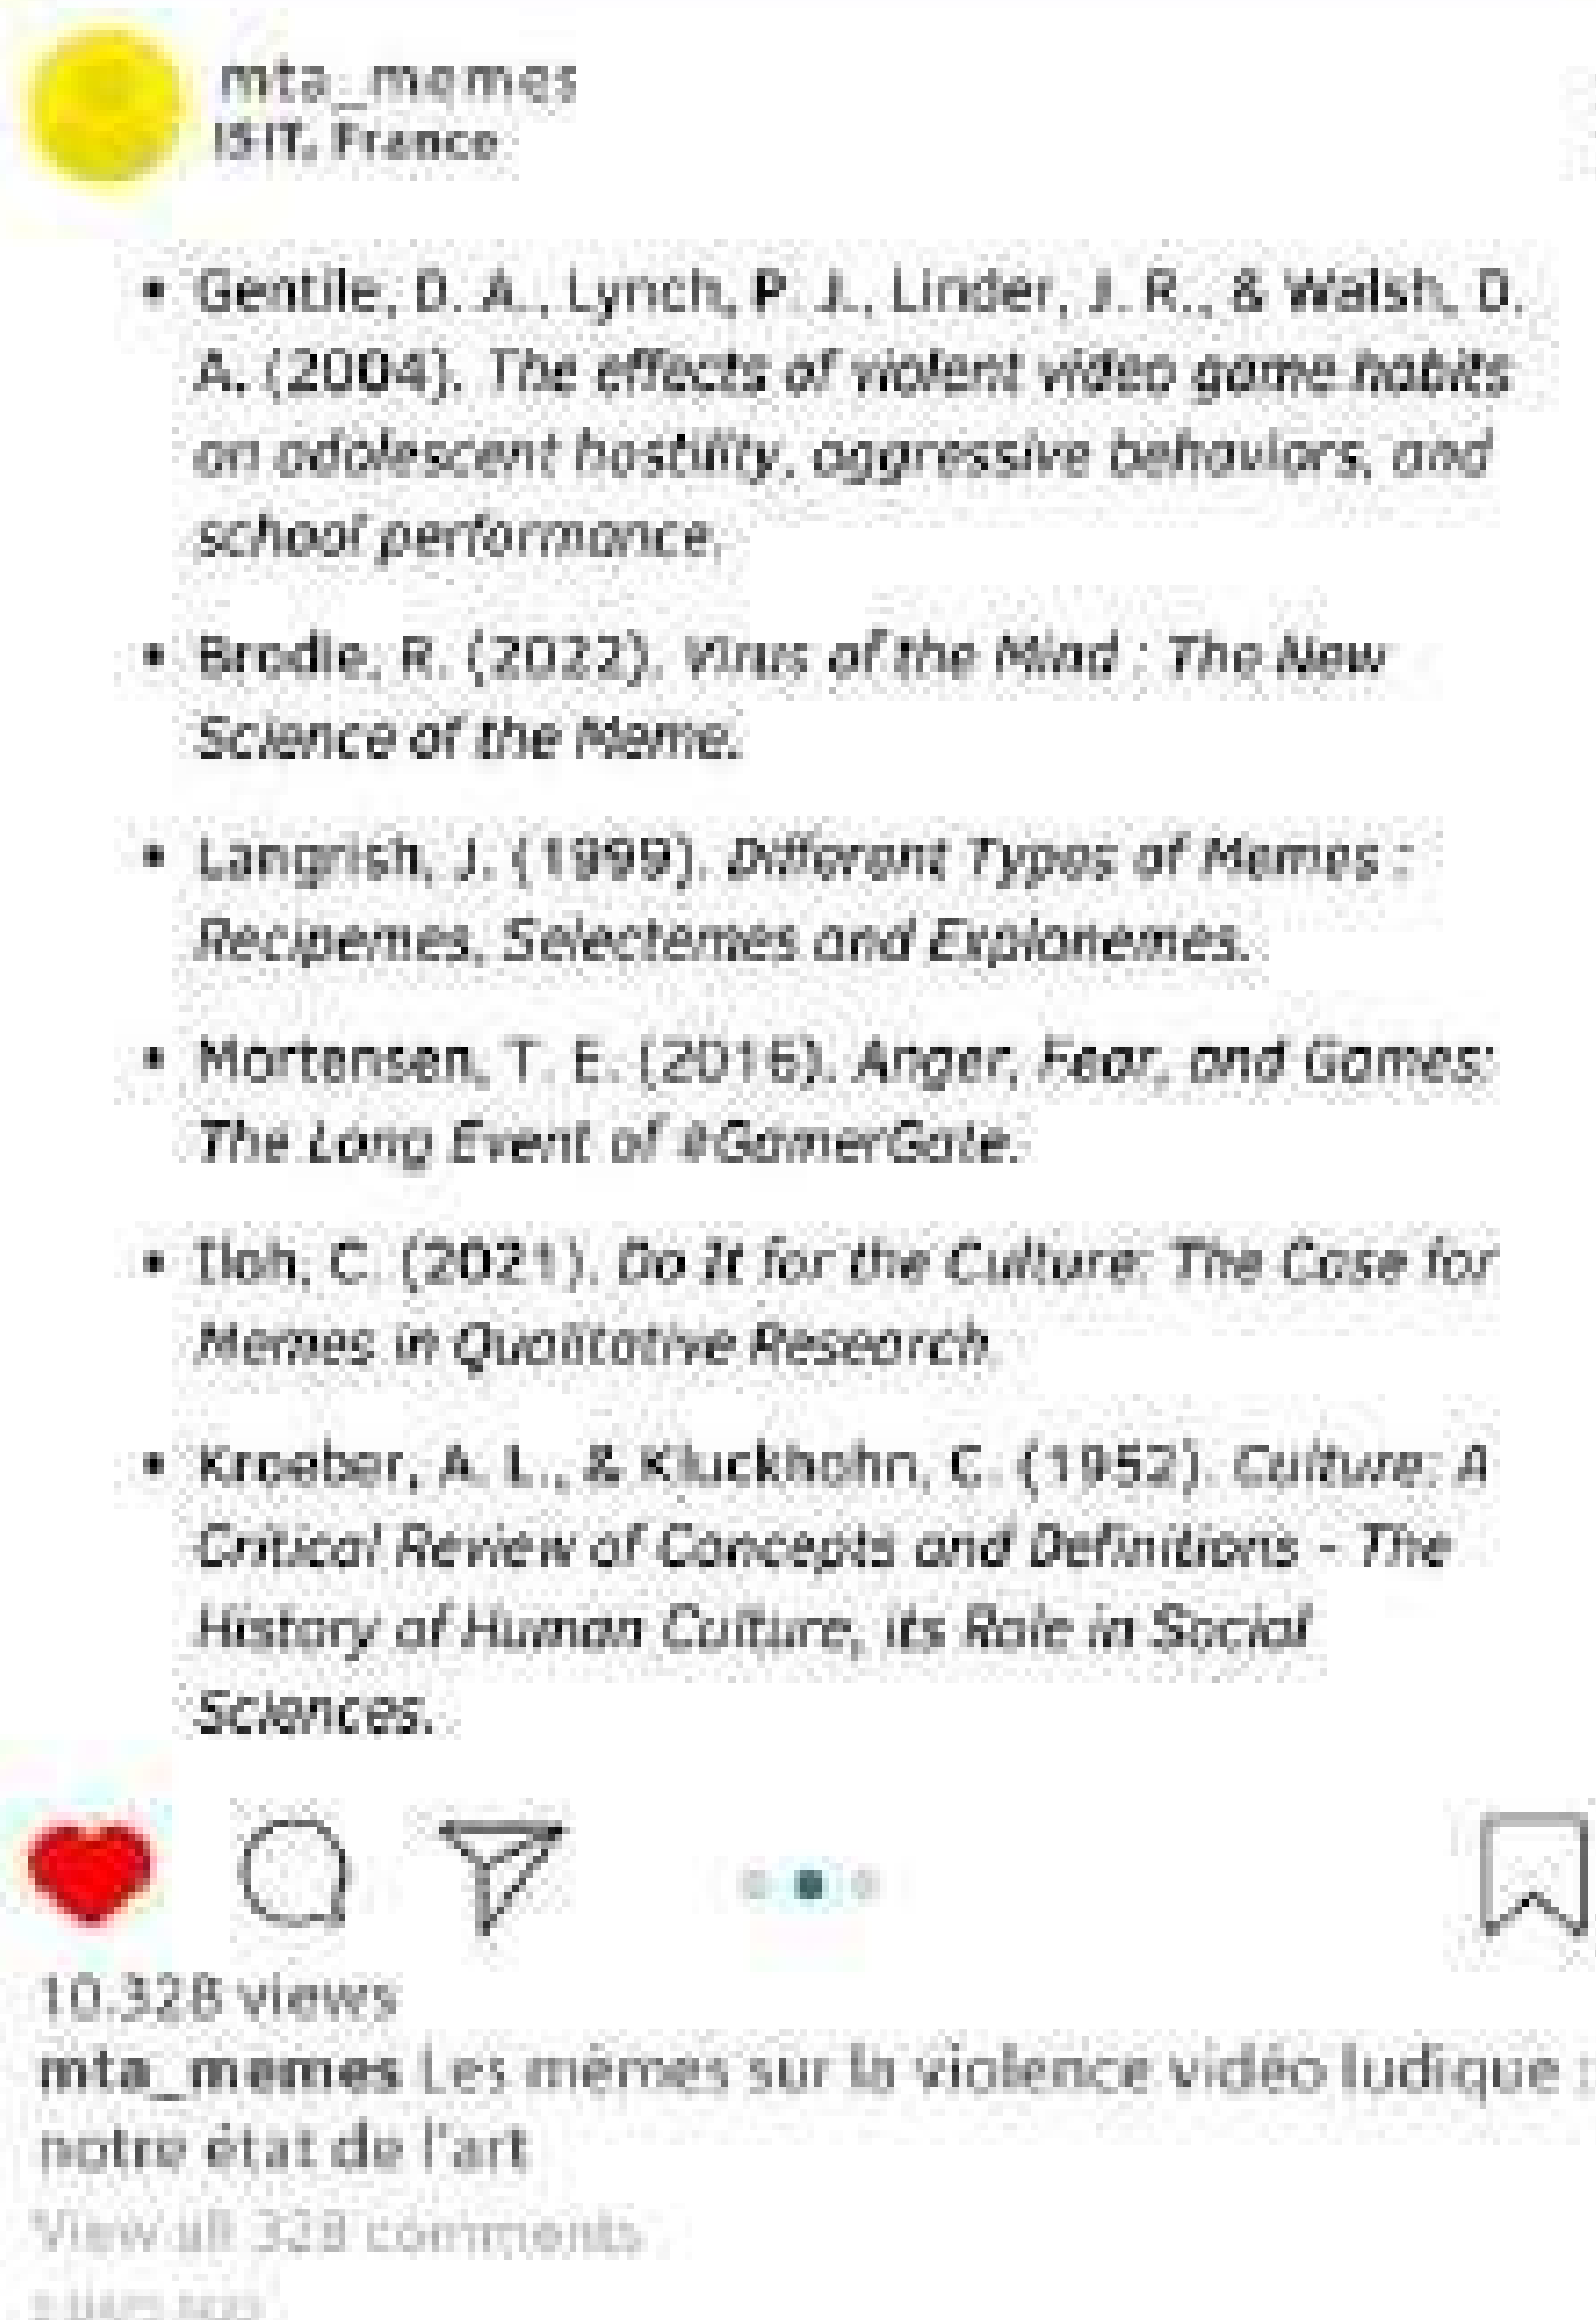 mta_memes
ISIT, France
• Gentile, D. A., Lynch, P. J., Linder, J. R., & Walsh, D.
A. (2004). The effects of violent video game habits
on adolescent hostility, aggressive behaviors, and
school performance.
• Brodie, R. (2022). Virus of the Mind : The New
Science of the Meme.
• Langrish, J. (1999). Different Types of Memes :
Recipemes, Selectemes and Explanemes.
• Mortensen, T. E. (2016). Anger, Fear, and Games:
The Long Event of #GamerGate.
• Iloh, C. (2021). Do It for the Culture: The Case for
Memes in Qualitative Research.
• Kroeber, A. L., & Kluckhohn, C. (1952). Culture: A
Critical Review of Concepts and Definitions - The
History of Human Culture, its Role in Social
Sciences.
10.328 views
mta_memes Les mèmes sur la violence vidéo ludique :
notre état de l'art
View all 328 comments